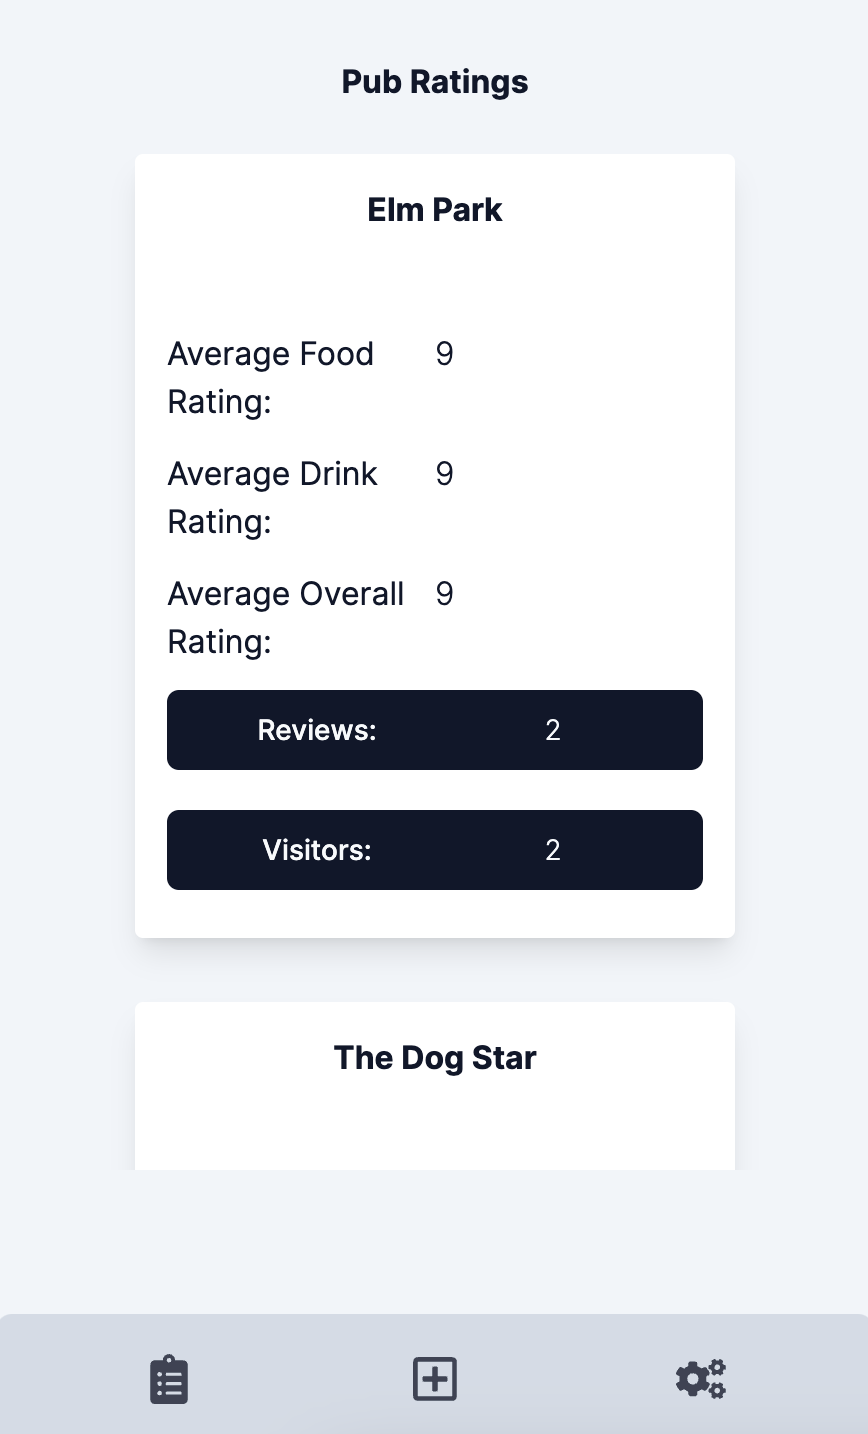 Pub Ratings
Elm Park
Average Food 9
Rating:
Average Drink 9
Rating:
Average Overall 9
Rating:
Reviews: 2
Visitors: 2
The Dog Star